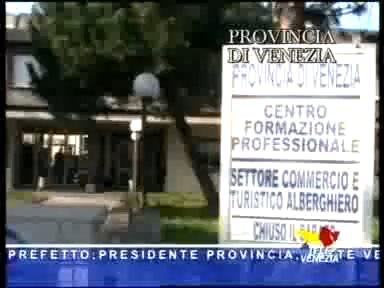 PROVINCIA
DI VENEZIA
PROVINCIA DI VENEZIA
CENTRO
FORMAZIONE
PROFESSIONALE
SETTORE COMMERCIO E
TURISTICO ALBERGHIERO
CHIUSO IL
TELE
VENEZIA
PREFETTO:PRESIDENTE PROVINCIA,